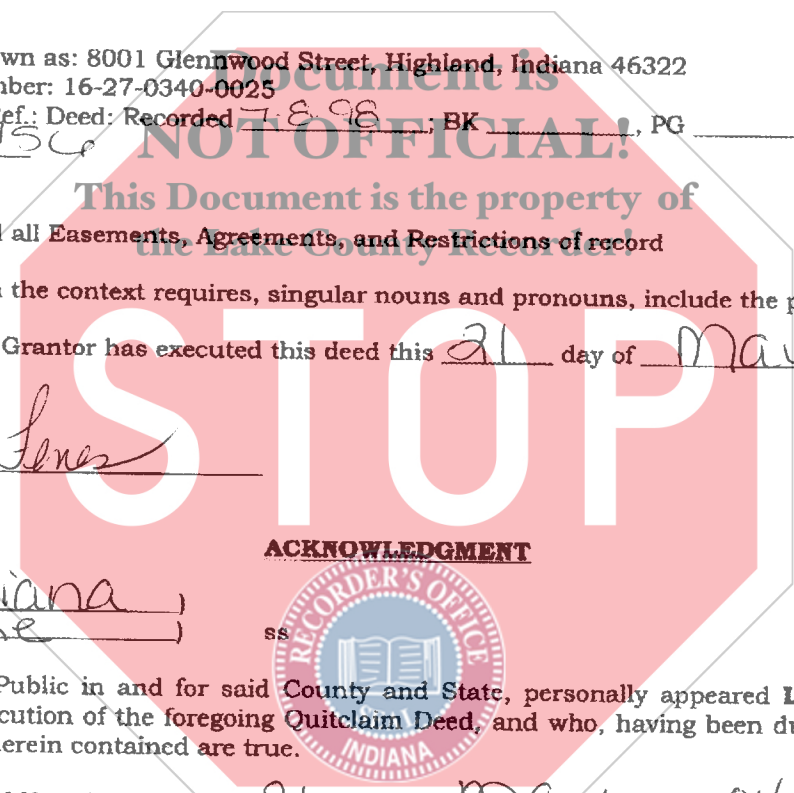 wn as: 8001 Glennwood Street, Highland, Indiana 46322
nber: 16-27-0340-0025
ef.: Deed: Recorded 7-8-98 ; BK , PG
Document is
NOT OFFICIAL!
This Document is the property of
the Lake County Recorder!
all Easements, Agreements, and Restrictions of record
the context requires, singular nouns and pronouns, include the p
Grantor has executed this deed this 21 day of
STOP
ACKNOWLEDGMENT
iana )
se )
ss
RECORDER'S OFFICE
SEAL
INDIANA
Public in and for said County and State, personally appeared L
cution of the foregoing Quitclaim Deed, and who, having been du
erein contained are true.